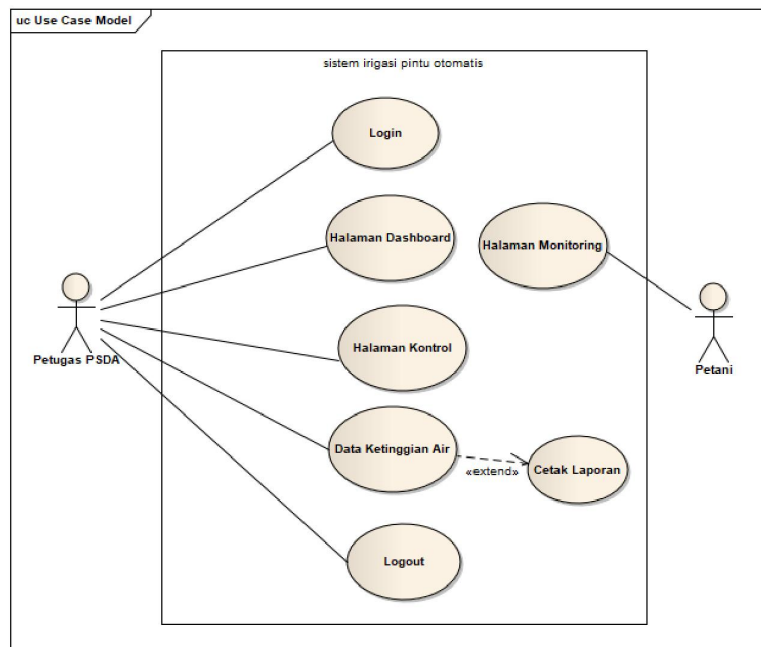 uc Use Case Model
sistem irigasi pintu otomatis
Login
Halaman Dashboard
Halaman Monitoring
Petugas PSDA
Halaman Kontrol
Petani
Data Ketinggian Air
«extend»
Cetak Laporan
Logout